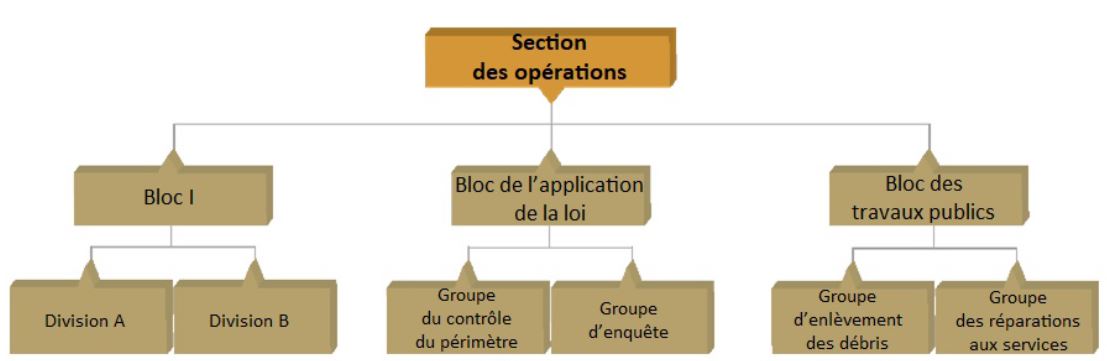 Section
des opérations
Bloc I
Bloc de l'application
de la loi
Bloc des
travaux publics
Division A
Division B
Groupe
du contrôle
du périmètre
Groupe
d'enquête
Groupe
d'enlèvement
des débris
Groupe
des réparations
aux services